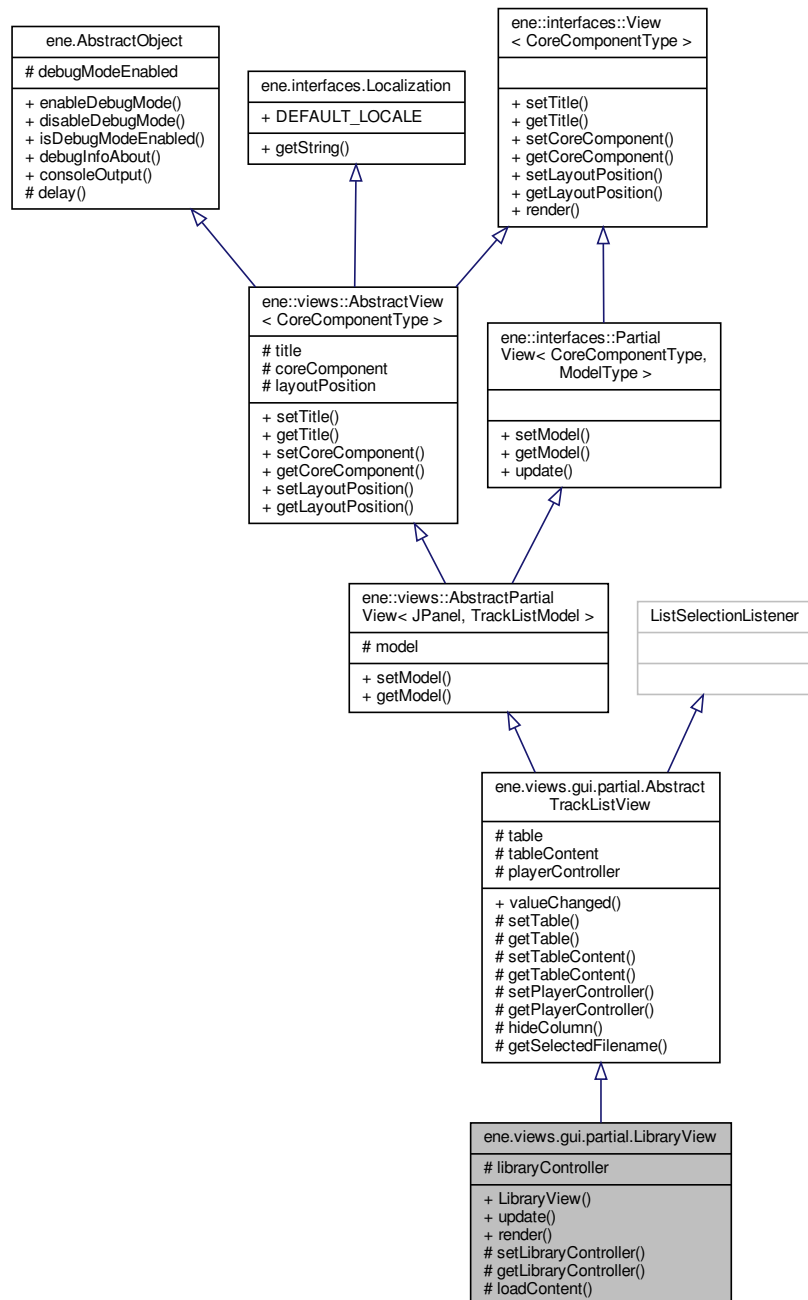 ene.AbstractObject
# debugModeEnabled
+ enableDebugMode()
+ disableDebugMode()
+ isDebugModeEnabled()
+ debugInfoAbout()
+ consoleOutput()
# delay()
ene.interfaces.Localization
+ DEFAULT_LOCALE
+ getString()
ene::interfaces::View
< CoreComponentType >
+ setTitle()
+ getTitle()
+ setCoreComponent()
+ getCoreComponent()
+ setLayoutPosition()
+ getLayoutPosition()
+ render()
ene::views::AbstractView
< CoreComponentType >
# title
# coreComponent
# layoutPosition
+ setTitle()
+ getTitle()
+ setCoreComponent()
+ getCoreComponent()
+ setLayoutPosition()
+ getLayoutPosition()
ene::interfaces::Partial
View< CoreComponentType,
ModelType >
+ setModel()
+ getModel()
+ update()
ene::views::AbstractPartial
View< JPanel, TrackListModel >
# model
+ setModel()
+ getModel()
ListSelectionListener
ene.views.gui.partial.Abstract
TrackListView
# table
# tableContent
# playerController
+ valueChanged()
# setTable()
# getTable()
# setTableContent()
# getTableContent()
# setPlayerController()
# getPlayerController()
# hideColumn()
# getSelectedFilename()
ene.views.gui.partial.LibraryView
# libraryController
+ LibraryView()
+ update()
+ render()
# setLibraryController()
# getLibraryController()
# loadContent()